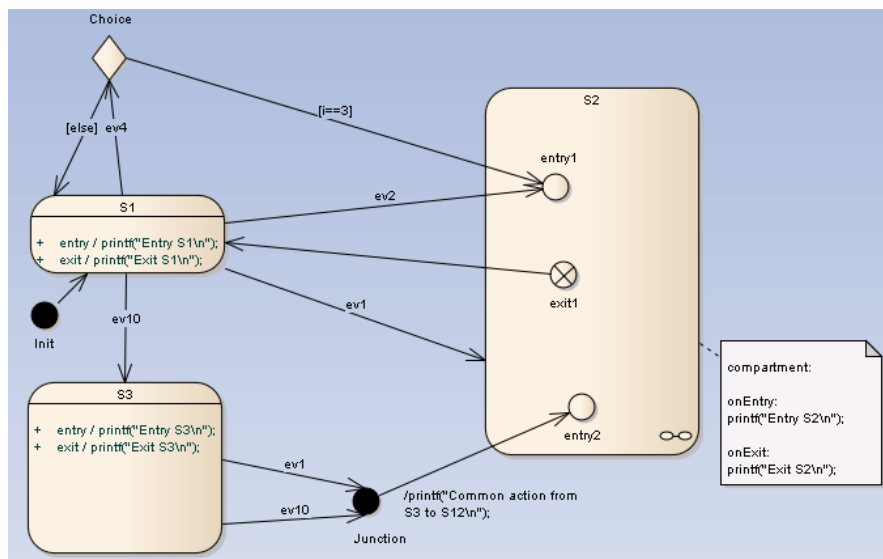 Choice
[else] ev4
[i==3]
S2
entry1
ev2
S1
+ entry / printf("Entry S1\n");
+ exit / printf("Exit S1\n");
exit1
Init
ev10
ev1
S3
+ entry / printf("Entry S3\n");
+ exit / printf("Exit S3\n");
entry2
compartment:
onEntry:
printf("Entry S2\n");
onExit:
printf("Exit S2\n");
ev1
ev10
/printf("Common action from
S3 to S12\n");
Junction